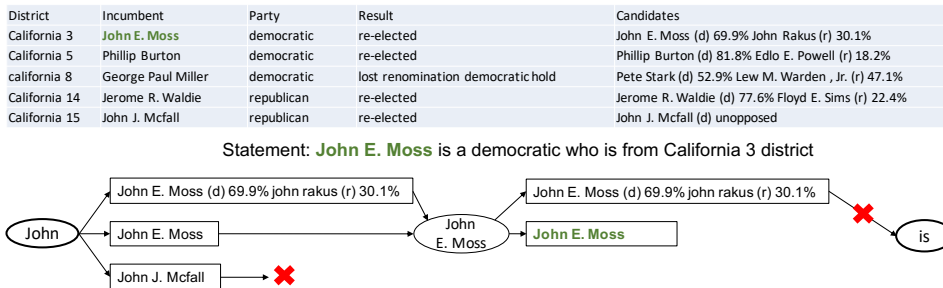 District Incumbent Party Result Candidates
California 3 John E. Moss democratic re-elected John E. Moss (d) 69.9% John Rakus (r) 30.1%
California 5 Phillip Burton democratic re-elected Phillip Burton (d) 81.8% Edlo E. Powell (r) 18.2%
california 8 George Paul Miller democratic lost renomination democratic hold Pete Stark (d) 52.9% Lew M. Warden , Jr. (r) 47.1%
California 14 Jerome R. Waldie republican re-elected Jerome R. Waldie (d) 77.6% Floyd E. Sims (r) 22.4%
California 15 John J. Mcfall republican re-elected John J. Mcfall (d) unopposed
Statement: John E. Moss is a democratic who is from California 3 district
John E. Moss (d) 69.9% john rakus (r) 30.1% John E. Moss (d) 69.9% john rakus (r) 30.1%
John John E. Moss John E. Moss John E. Moss is
John J. Mcfall